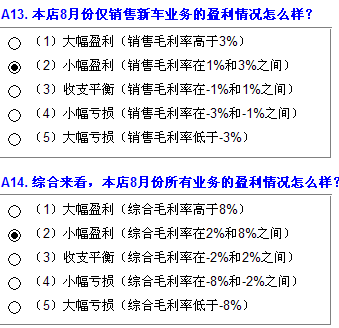 A13. 本店8月份仅销售新车业务的盈利情况怎么样?
（1）大幅盈利（销售毛利率高于3%）
（2）小幅盈利（销售毛利率在1%和3%之间）
（3）收支平衡（销售毛利率在-1%和1%之间）
（4）小幅亏损（销售毛利率在-3%和-1%之间）
（5）大幅亏损（销售毛利率低于-3%）
A14. 综合来看，本店8月份所有业务的盈利情况怎么样?
（1）大幅盈利（综合毛利率高于8%）
（2）小幅盈利（综合毛利率在2%和8%之间）
（3）收支平衡（综合毛利率在-2%和2%之间）
（4）小幅亏损（综合毛利率在-8%和-2%之间）
（5）大幅亏损（综合毛利率低于-8%）